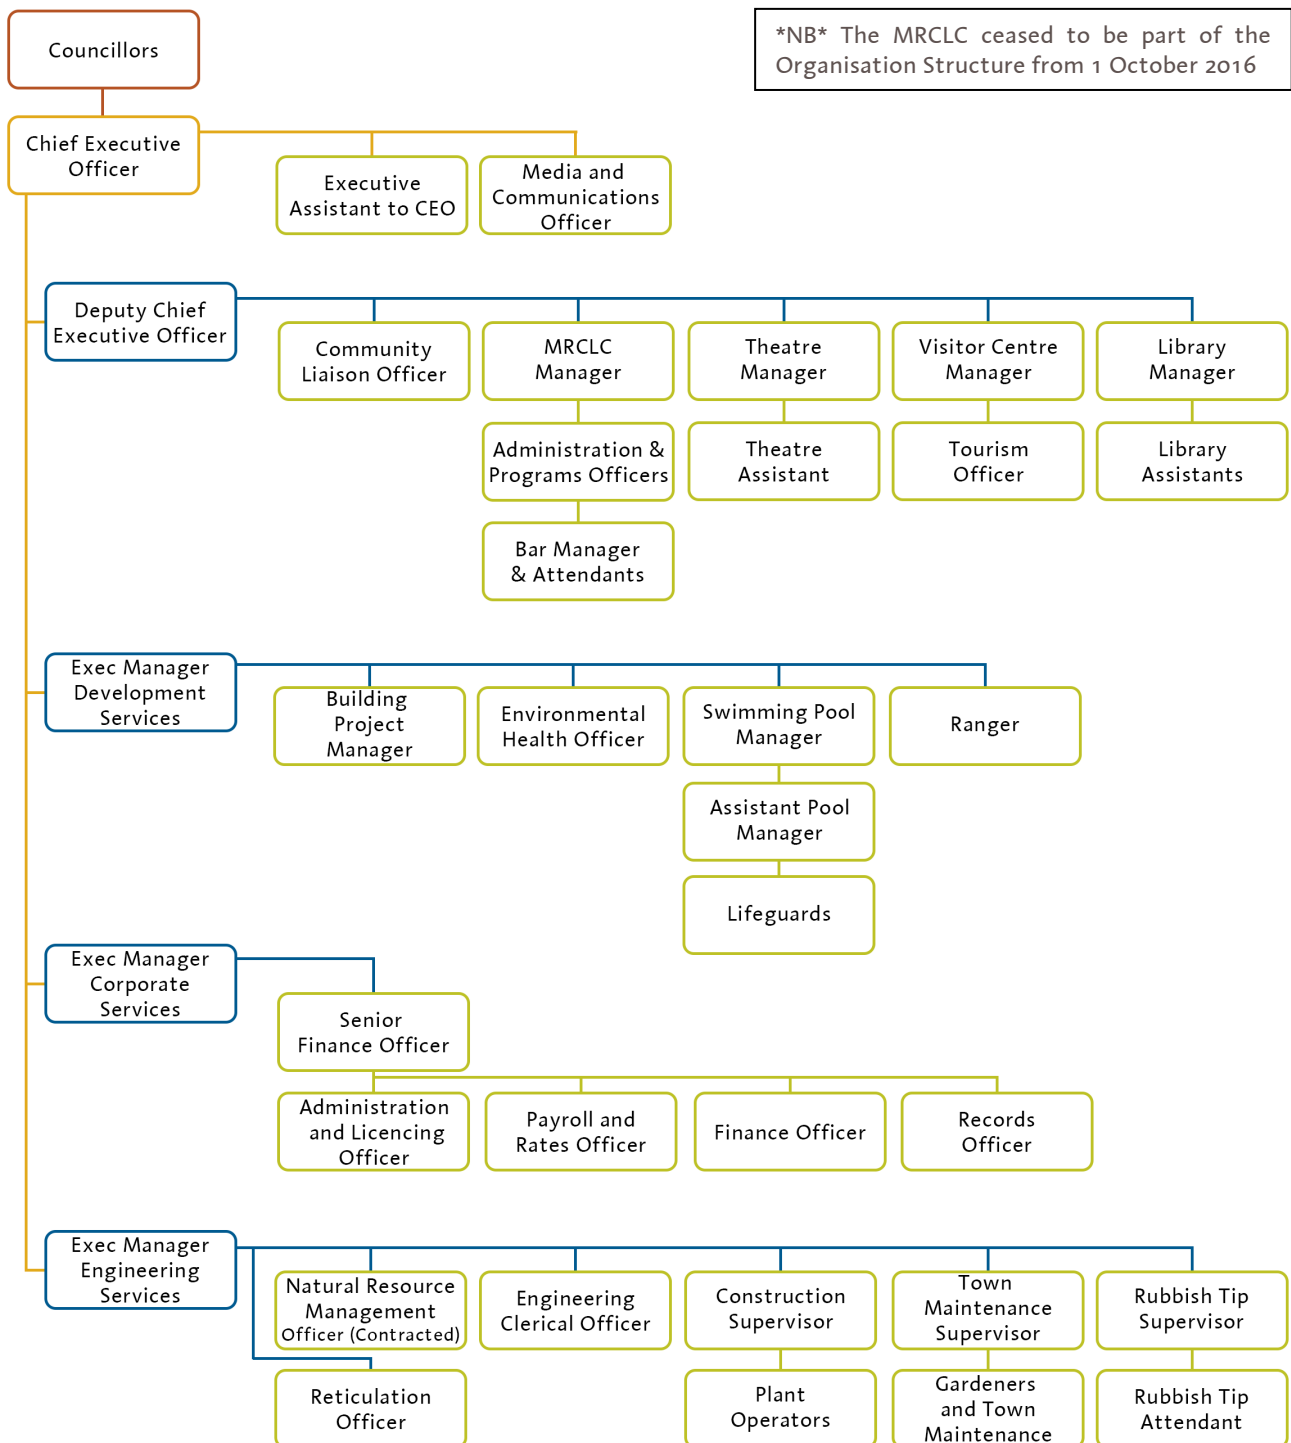 Councillors
*NB* The MRCLC ceased to be part of the
Organisation Structure from 1 October 2016
Chief Executive
Officer
Executive
Assistant to CEO
Media and
Communications
Officer
Deputy Chief
Executive Officer
Community
Liaison Officer
MRCLC
Manager
Theatre
Manager
Visitor Centre
Manager
Library
Manager
Administration &
Programs Officers
Theatre
Assistant
Tourism
Officer
Library
Assistants
Bar Manager
& Attendants
Exec Manager
Development
Services
Building
Project
Manager
Environmental
Health Officer
Swimming Pool
Manager
Ranger
Assistant Pool
Manager
Lifeguards
Exec Manager
Corporate
Services
Senior
Finance Officer
Administration
and Licencing
Officer
Payroll and
Rates Officer
Finance Officer
Records
Officer
Exec Manager
Engineering
Services
Natural Resource
Management
Officer (Contracted)
Engineering
Clerical Officer
Construction
Supervisor
Town
Maintenance
Supervisor
Rubbish Tip
Supervisor
Reticulation
Officer
Plant
Operators
Gardeners
and Town
Maintenance
Rubbish Tip
Attendant